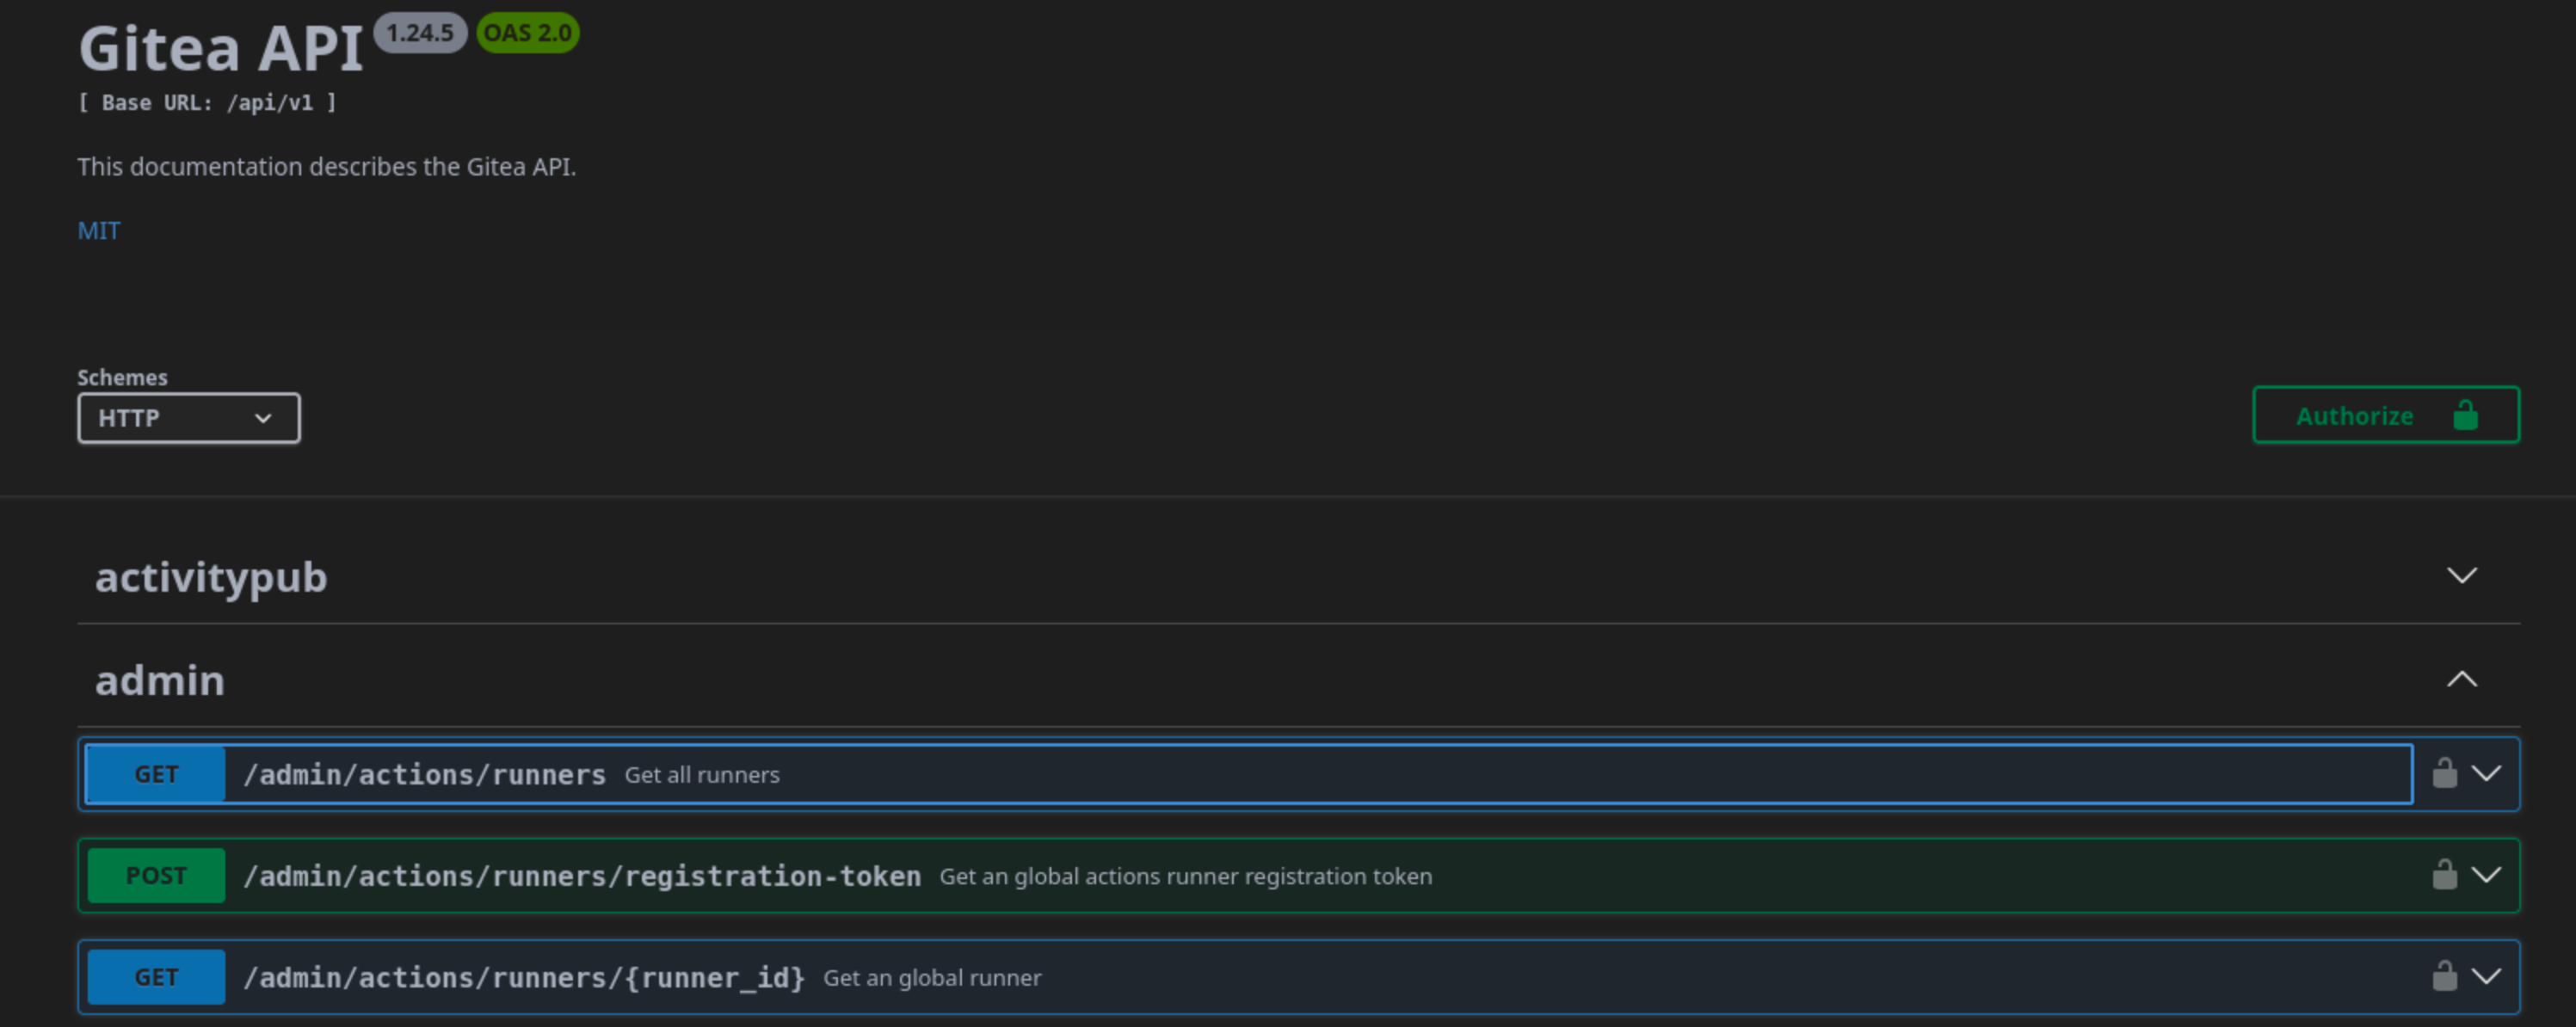 Gitea API 1.24.5 OAS 2.0
[ Base URL: /api/v1 ]
This documentation describes the Gitea API.
MIT
Schemes
HTTP
Authorize
activitypub
admin
GET /admin/actions/runners Get all runners
POST /admin/actions/runners/registration-token Get an global actions runner registration token
GET /admin/actions/runners/{runner_id} Get an global runner